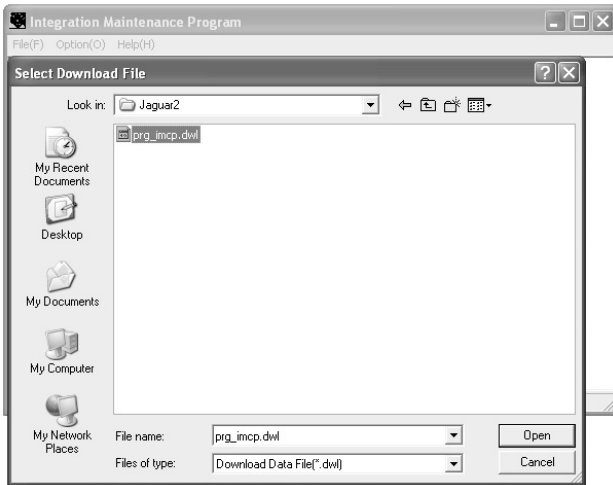 Integration Maintenance Program
File(F) Option(O) Help(H)
Select Download File
Look in: Jaguar2
prg_imcp.dwl
My Recent
Documents
Desktop
My Documents
My Computer
My Network
Places
File name: prg_imcp.dwl Open
Files of type: Download Data File(*.dwl) Cancel